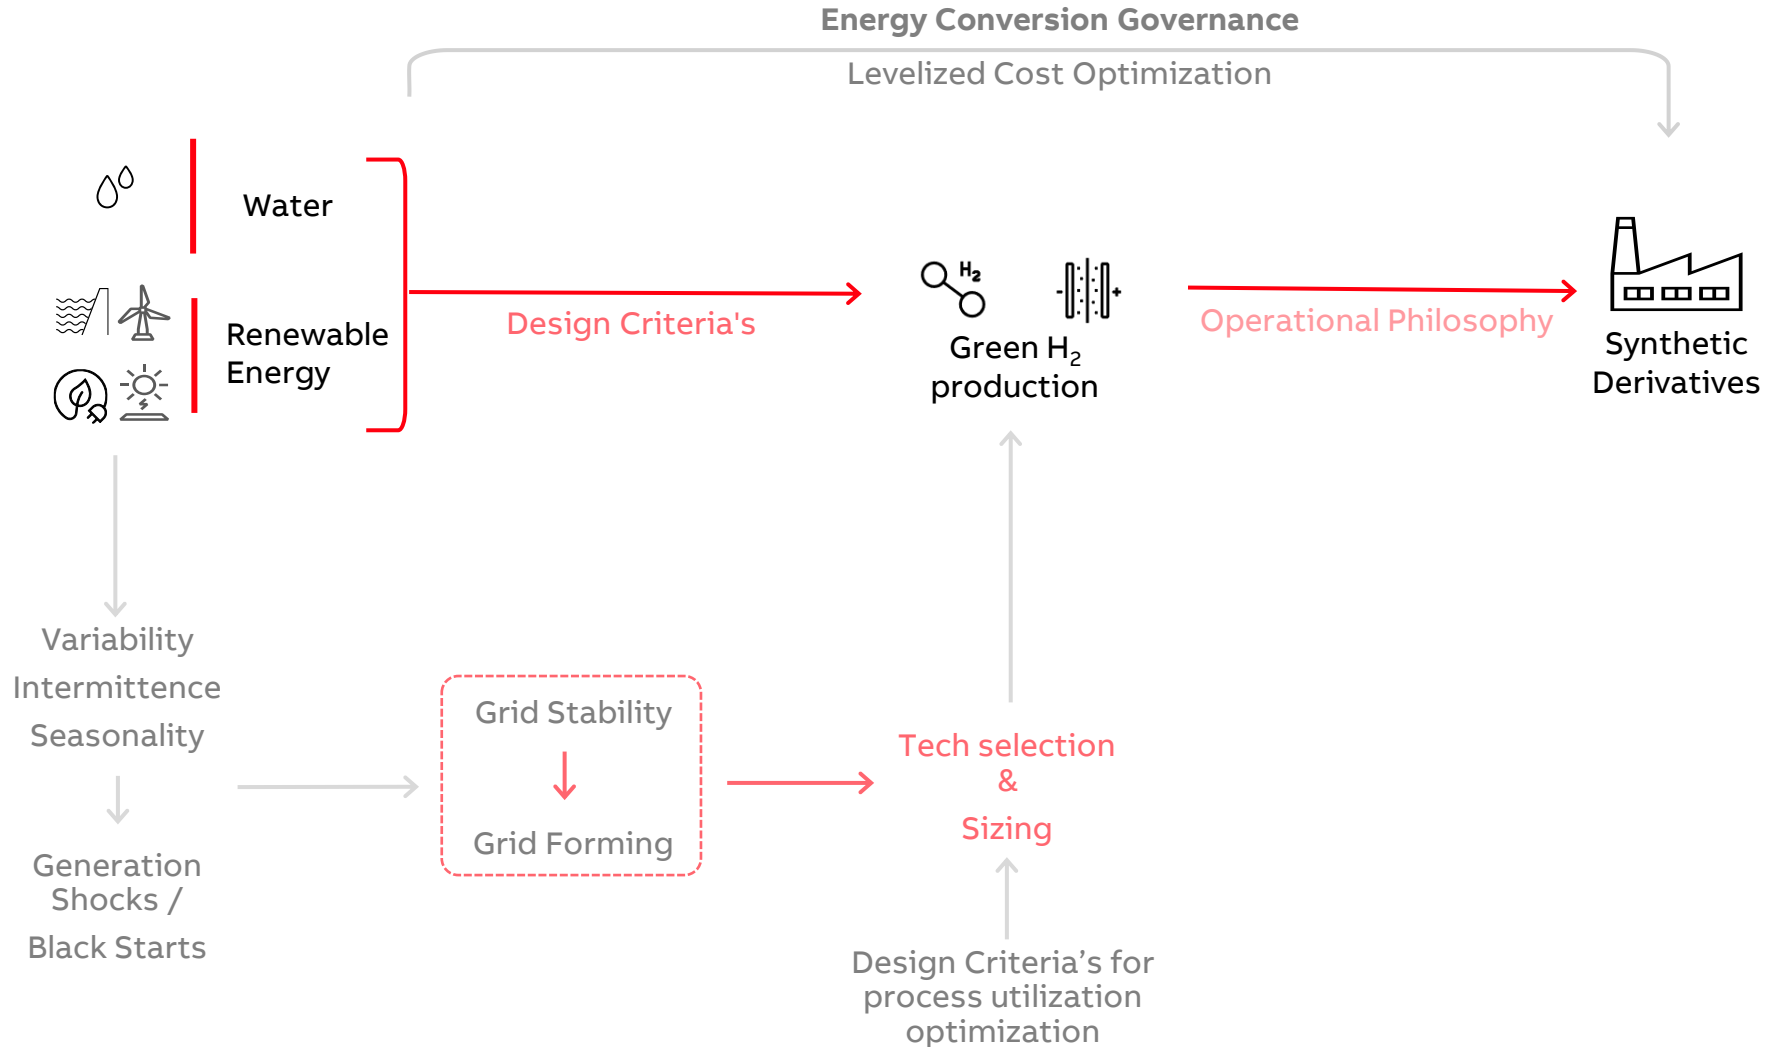 Energy Conversion Governance
Levelized Cost Optimization
Water
Renewable
Energy
Design Criteria's
H₂
- +
Green H₂
production
Operational Philosophy
Synthetic
Derivatives
Variability
Intermittence
Seasonality
Generation
Shocks /
Black Starts
Grid Stability
Grid Forming
Tech selection
&
Sizing
Design Criteria’s for
process utilization
optimization